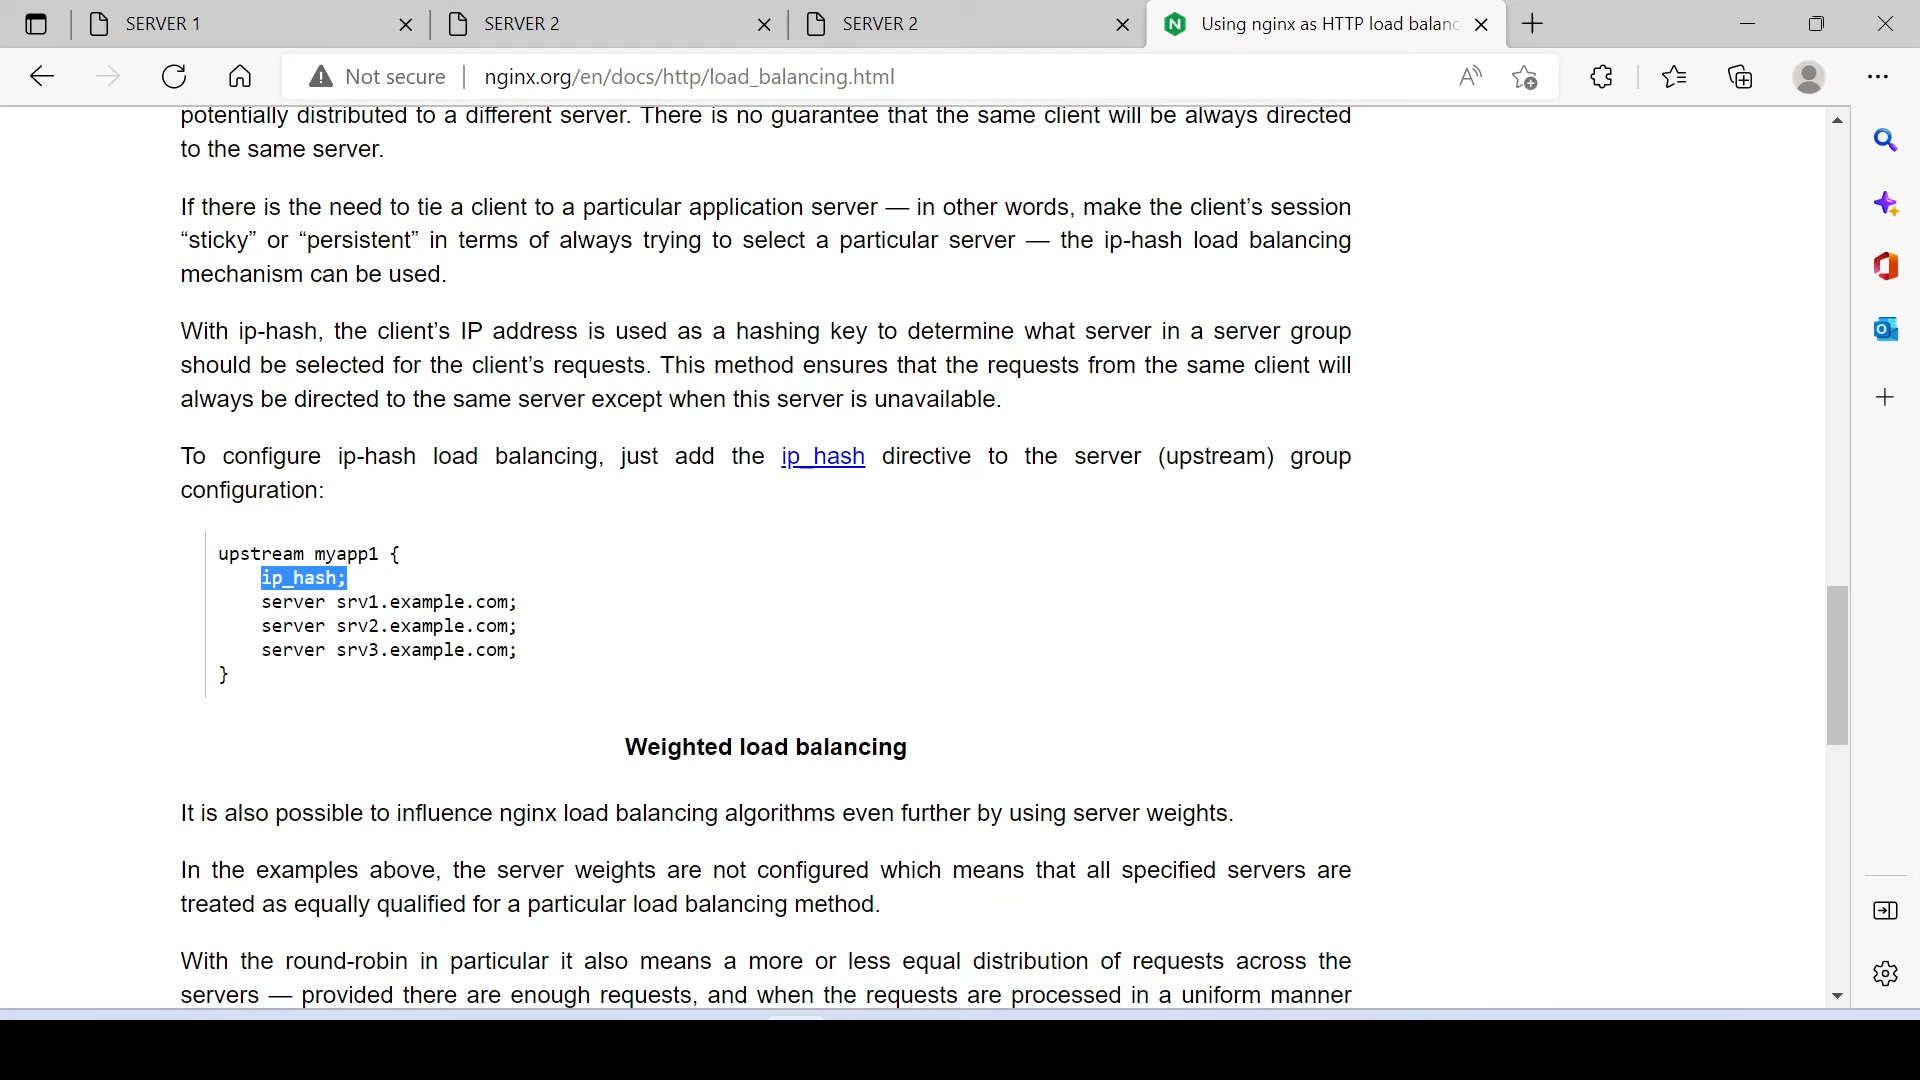 SERVER 1
SERVER 2
SERVER 2
Using nginx as HTTP load balanc
Not secure
nginx.org/en/docs/http/load_balancing.html
potentially distributed to a different server. There is no guarantee that the same client will be always directed
to the same server.
If there is the need to tie a client to a particular application server — in other words, make the client’s session
“sticky” or “persistent” in terms of always trying to select a particular server — the ip-hash load balancing
mechanism can be used.
With ip-hash, the client’s IP address is used as a hashing key to determine what server in a server group
should be selected for the client’s requests. This method ensures that the requests from the same client will
always be directed to the same server except when this server is unavailable.
To configure ip-hash load balancing, just add the ip_hash directive to the server (upstream) group
configuration:
upstream myapp1 {
    ip_hash;
    server srv1.example.com;
    server srv2.example.com;
    server srv3.example.com;
}
Weighted load balancing
It is also possible to influence nginx load balancing algorithms even further by using server weights.
In the examples above, the server weights are not configured which means that all specified servers are
treated as equally qualified for a particular load balancing method.
With the round-robin in particular it also means a more or less equal distribution of requests across the
servers — provided there are enough requests, and when the requests are processed in a uniform manner